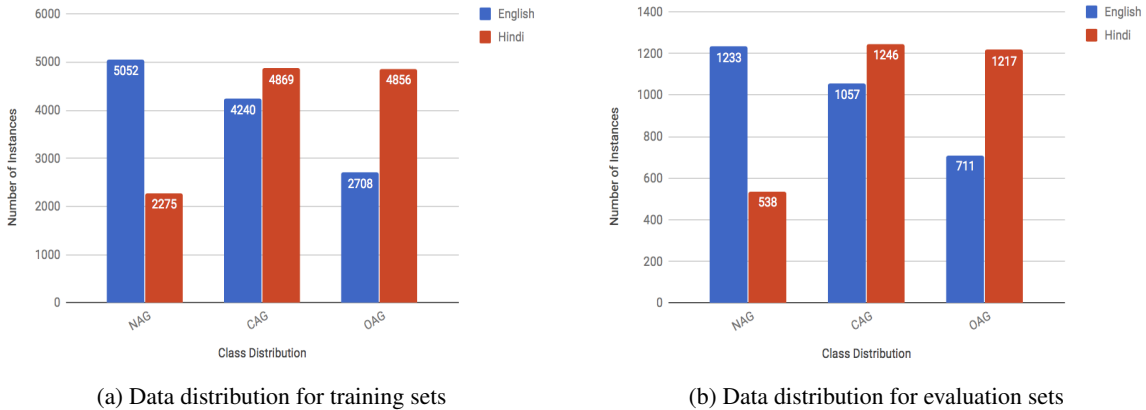 6000
5000
4000
3000
2000
1000
0
Number of Instances
5052
2275
4240
4869
2708
4856
NAG
CAG
OAG
Class Distribution
English
Hindi
(a) Data distribution for training sets
1400
1200
1000
800
600
400
200
0
Number of Instances
1233
538
1057
1246
711
1217
NAG
CAG
OAG
Class Distribution
English
Hindi
(b) Data distribution for evaluation sets